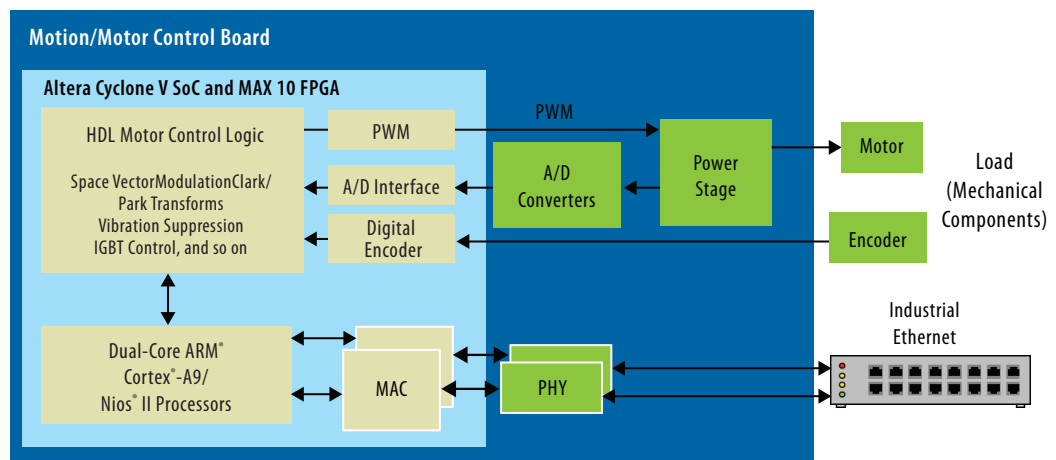 Motion/Motor Control Board
Altera Cyclone V SoC and MAX 10 FPGA
HDL Motor Control Logic
Space VectorModulationClark/
Park Transforms
Vibration Suppression
IGBT Control, and so on
PWM
A/D Interface
Digital
Encoder
PWM
A/D
Converters
Power
Stage
Motor
Encoder
Load
(Mechanical
Components)
Dual-Core ARM®
Cortex®-A9/
Nios® II Processors
MAC
PHY
Industrial
Ethernet